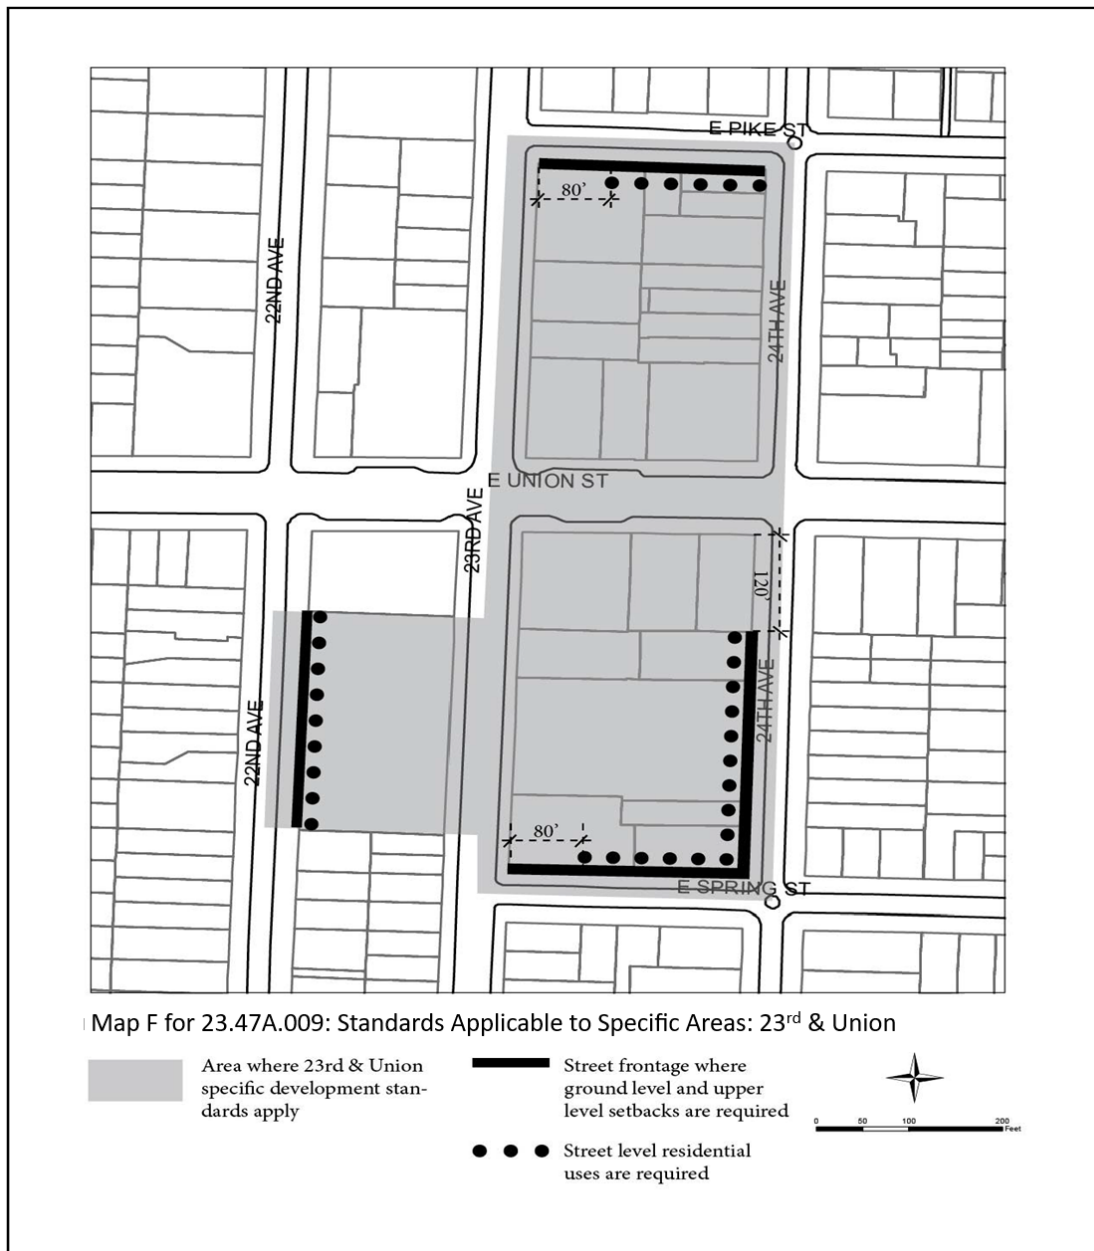 E PIKE ST
80’
22ND AVE
24TH AVE
E UNION ST
23RD AVE
120’
22ND AVE
24TH AVE
80’
E SPRING ST
Map F for 23.47A.009: Standards Applicable to Specific Areas: 23rd & Union
Area where 23rd & Union
specific development stan-
dards apply
Street frontage where
ground level and upper
level setbacks are required
Street level residential
uses are required
0 50 100 200
Feet